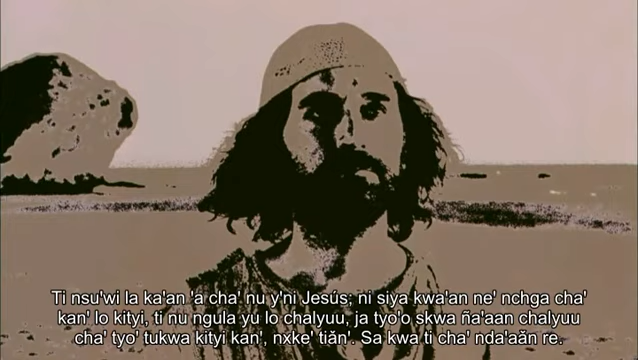 Ti nsu'wi la ka'an 'a cha' nu y'ni Jesús; ni siya kwa'an ne' nchga cha'
kan' lo kityi, ti nu ngula yu lo chalyuu, ja tyo'o skwa ña'aan chalyuu
cha' tyo' tukwa kityi kan', nxke' tiăn'. Sa kwa ti cha' nda'aăn re.